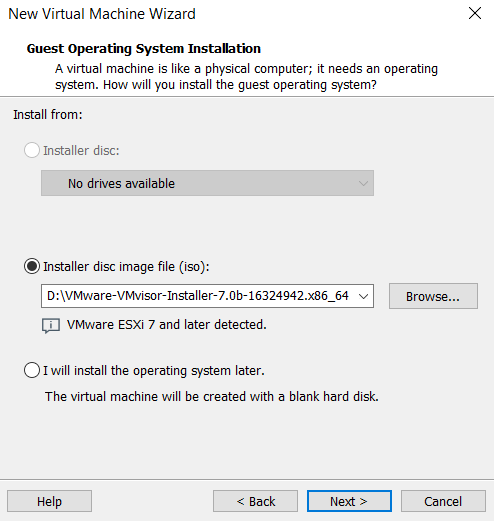 New Virtual Machine Wizard
Guest Operating System Installation
A virtual machine is like a physical computer; it needs an operating
system. How will you install the guest operating system?
Install from:
Installer disc:
No drives available
Installer disc image file (iso):
D:\VMware-VMvisor-Installer-7.0b-16324942.x86_64
Browse...
VMware ESXi 7 and later detected.
I will install the operating system later.
The virtual machine will be created with a blank hard disk.
Help
< Back
Next >
Cancel